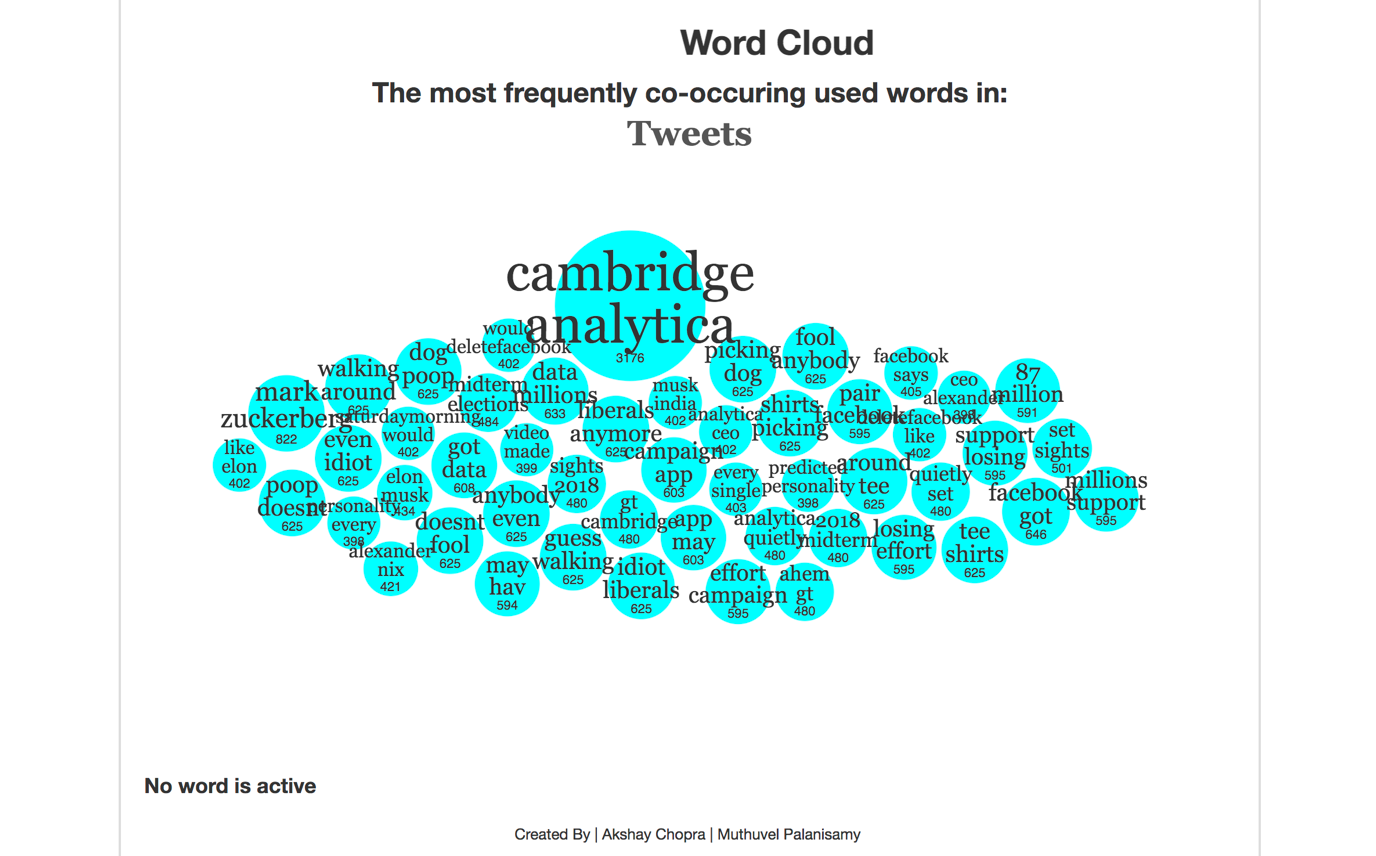 Word Cloud
The most frequently co-occuring used words in:
Tweets
cambridge
analytica
3176
would
deletefacebook
402
dog
poop
625
walking
around
625
mark
zuckerberg
822
midterm
elections
484
data
millions
633
picking
dog
625
fool
anybody
625
facebook
says
405
ceo
alexander
398
87
million
591
musk
india
402
liberals
anymore
625
analytica
ceo
402
shirts
picking
625
pair
facebook
595
deletefacebook
like
402
support
losing
595
set
sights
501
saturdaymorning
would
402
like
elon
402
even
idiot
625
got
data
608
video
made
399
sights
2018
480
campaign
app
603
every
single
403
predicted
personality
398
around
tee
625
quietly
set
480
facebook
got
646
millions
support
595
poop
doesnt
625
elon
musk
434
personality
every
398
anybody
even
625
doesnt
fool
625
gt
cambridge
480
app
may
603
analytica
quietly
480
2018
midterm
480
losing
effort
595
tee
shirts
625
alexander
nix
421
guess
walking
625
may
hav
594
idiot
liberals
625
effort
campaign
595
ahem
gt
480
No word is active
Created By | Akshay Chopra | Muthuvel Palanisamy